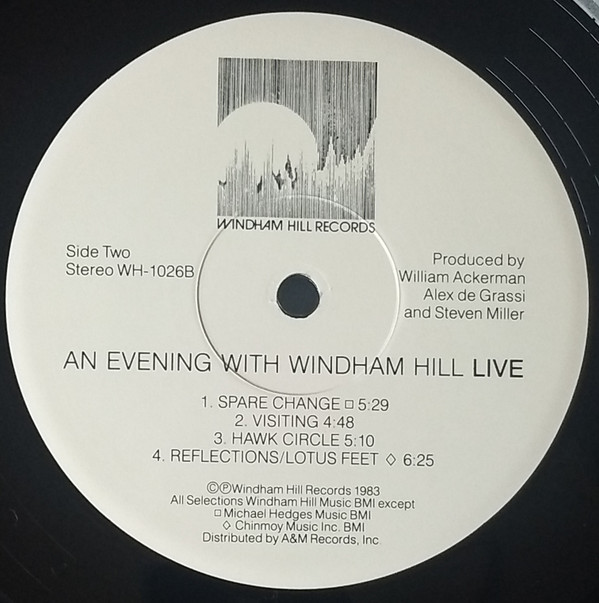 WINDHAM HILL RECORDS
Side Two
Stereo WH-1026B
Produced by
William Ackerman
Alex de Grassi
and Steven Miller
AN EVENING WITH WINDHAM HILL LIVE
1. SPARE CHANGE □ 5:29
2. VISITING 4:48
3. HAWK CIRCLE 5:10
4. REFLECTIONS/LOTUS FEET ◇ 6:25
©℗Windham Hill Records 1983
All Selections Windham Hill Music BMI except
□ Michael Hedges Music BMI
◇ Chinmoy Music Inc. BMI
Distributed by A&M Records, Inc.